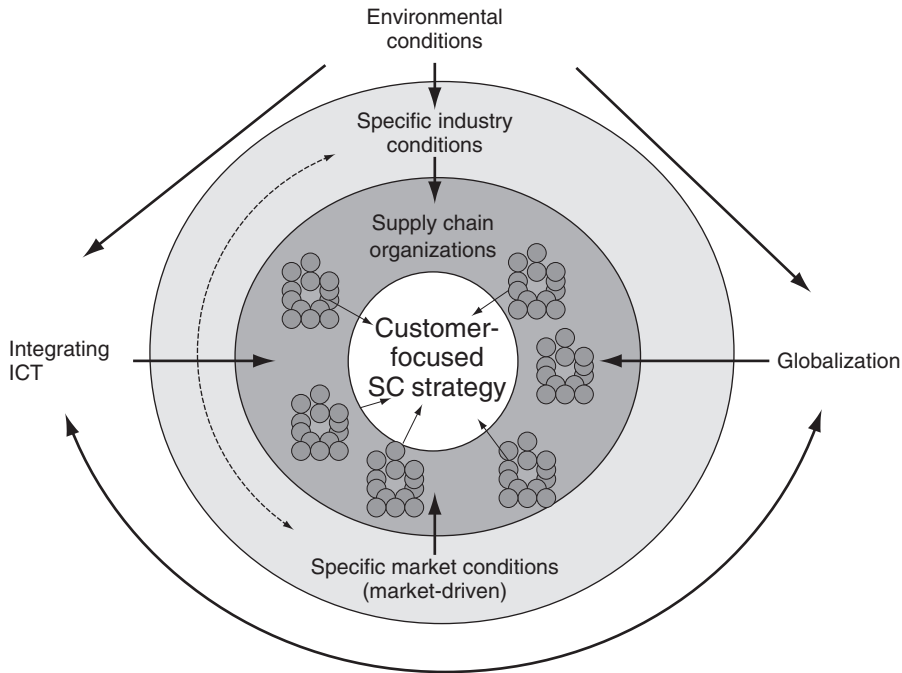 Environmental
conditions
Specific industry
conditions
Supply chain
organizations
Customer-
focused
SC strategy
Integrating
ICT
Globalization
Specific market conditions
(market-driven)